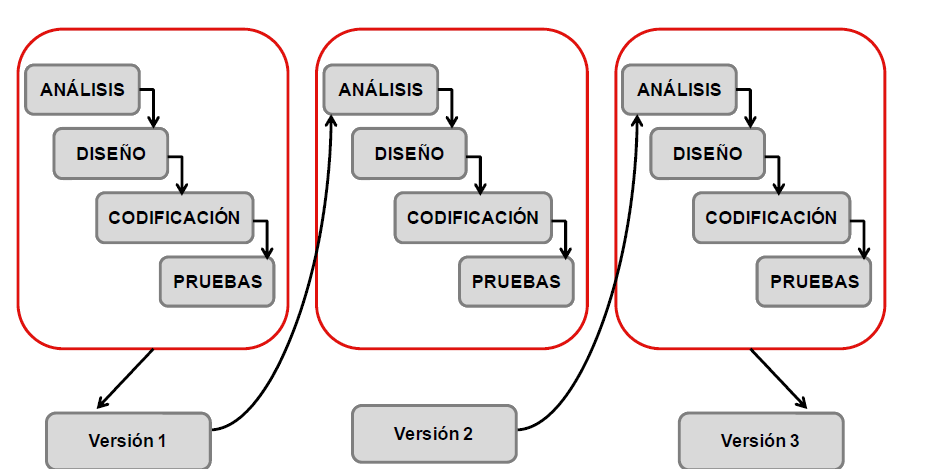 ANÁLISIS
DISEÑO
CODIFICACIÓN
PRUEBAS
Versión 1
ANÁLISIS
DISEÑO
CODIFICACIÓN
PRUEBAS
Versión 2
ANÁLISIS
DISEÑO
CODIFICACIÓN
PRUEBAS
Versión 3